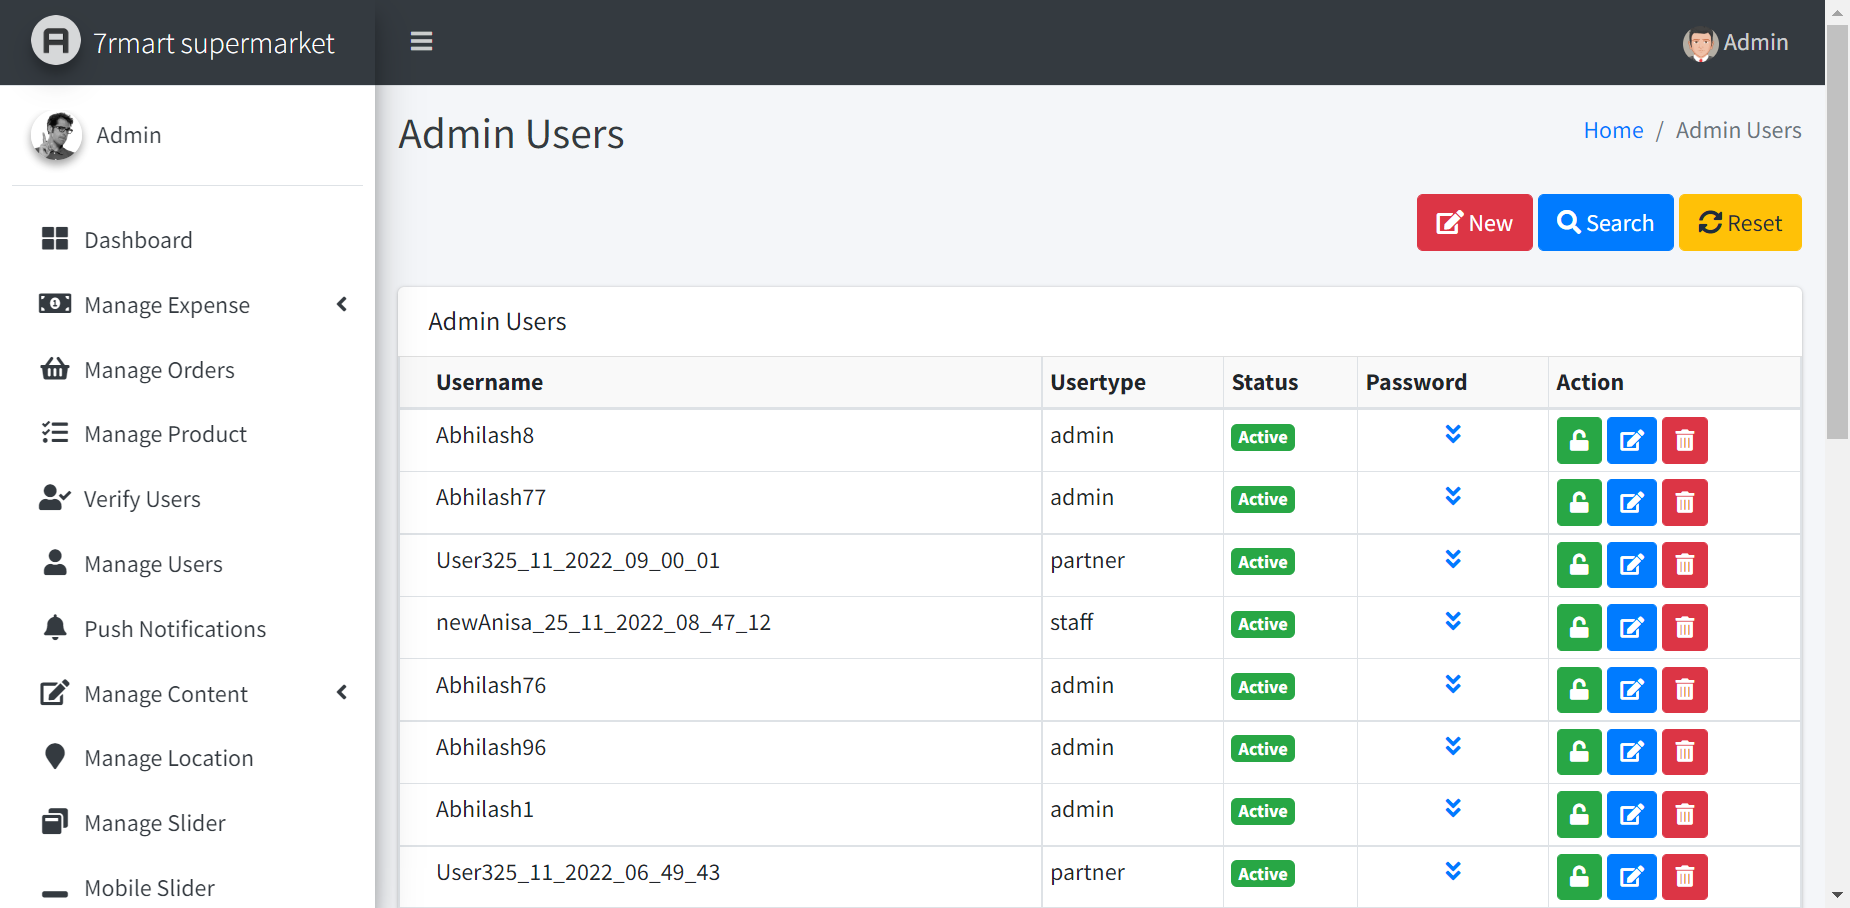 7rmart supermarket
Admin
Admin
Admin Users
Home / Admin Users
Dashboard
Manage Expense
Manage Orders
Manage Product
Verify Users
Manage Users
Push Notifications
Manage Content
Manage Location
Manage Slider
Mobile Slider
New Search Reset
Admin Users
Username Usertype Status Password Action
Abhilash8 admin Active
Abhilash77 admin Active
User325_11_2022_09_00_01 partner Active
newAnisa_25_11_2022_08_47_12 staff Active
Abhilash76 admin Active
Abhilash96 admin Active
Abhilash1 admin Active
User325_11_2022_06_49_43 partner Active